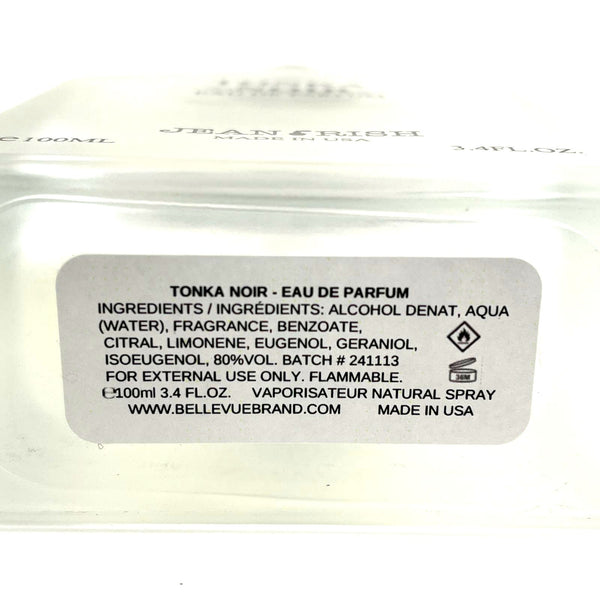 ℮100ML
JEAN RISH
MADE IN USA
3.4FL.OZ.
TONKA NOIR - EAU DE PARFUM
INGREDIENTS / INGRÉDIENTS: ALCOHOL DENAT, AQUA
(WATER), FRAGRANCE, BENZOATE,
CITRAL, LIMONENE, EUGENOL, GERANIOL,
ISOEUGENOL, 80%VOL. BATCH # 241113
FOR EXTERNAL USE ONLY. FLAMMABLE.
36M
℮100ml 3.4 FL.OZ. VAPORISATEUR NATURAL SPRAY
WWW.BELLEVUEBRAND.COM MADE IN USA